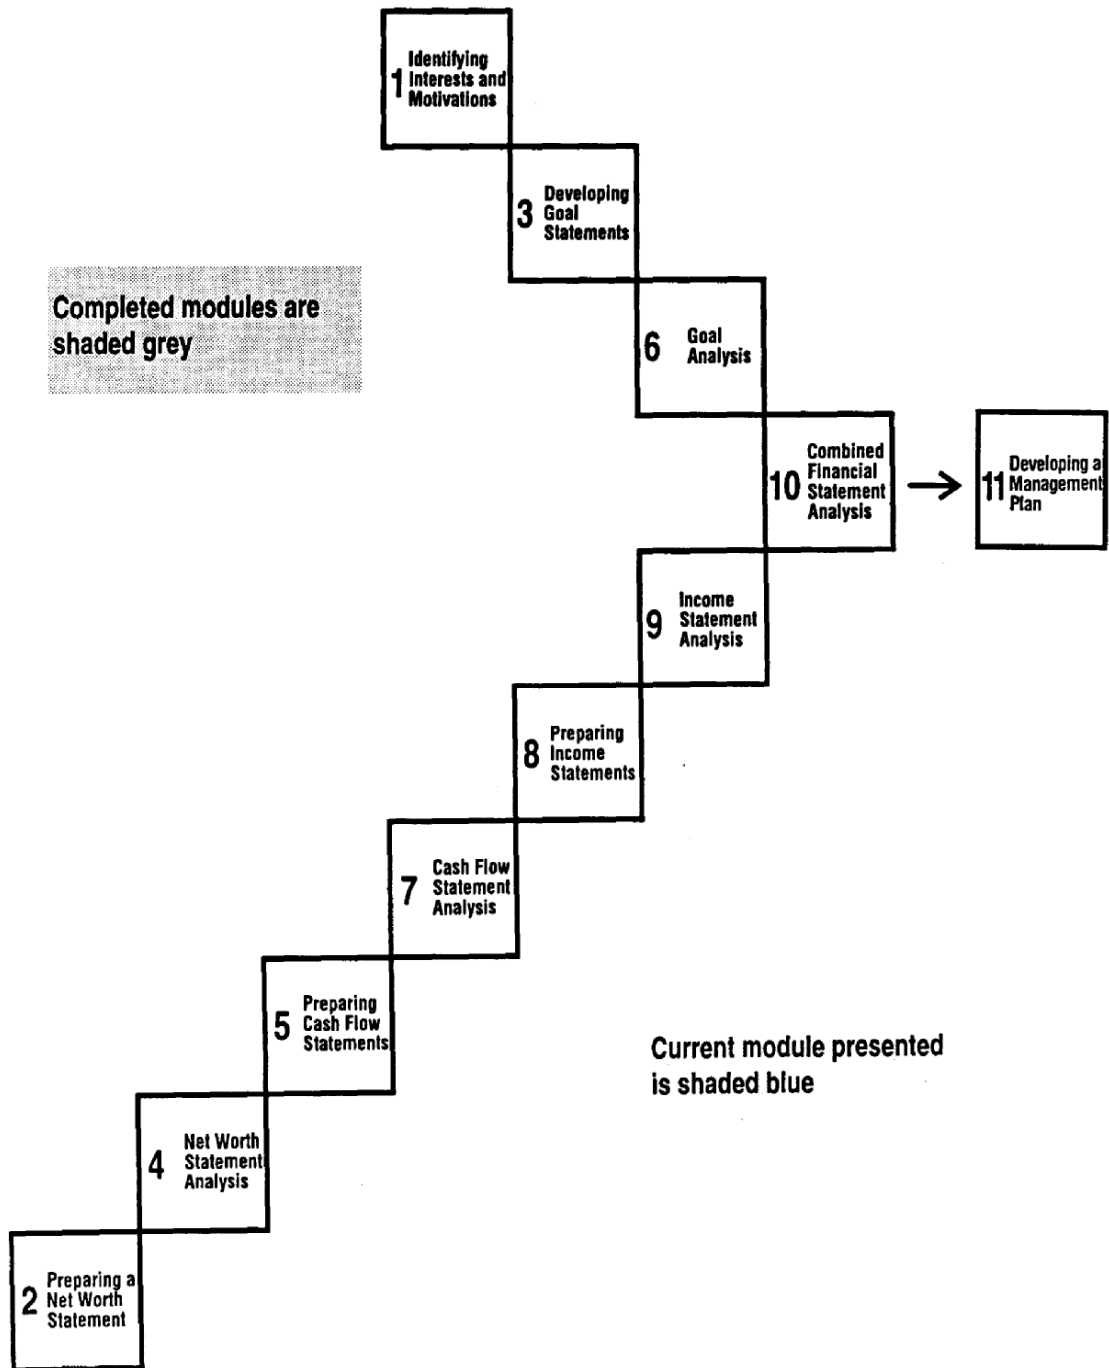 1 Identifying
Interests and
Motivations
3 Developing
Goal
Statements
Completed modules are
shaded grey
6 Goal
Analysis
10 Combined
Financial
Statement
Analysis
11 Developing a
Management
Plan
9 Income
Statement
Analysis
8 Preparing
Income
Statements
7 Cash Flow
Statement
Analysis
5 Preparing
Cash Flow
Statements
Current module presented
is shaded blue
4 Net Worth
Statement
Analysis
2 Preparing a
Net Worth
Statement